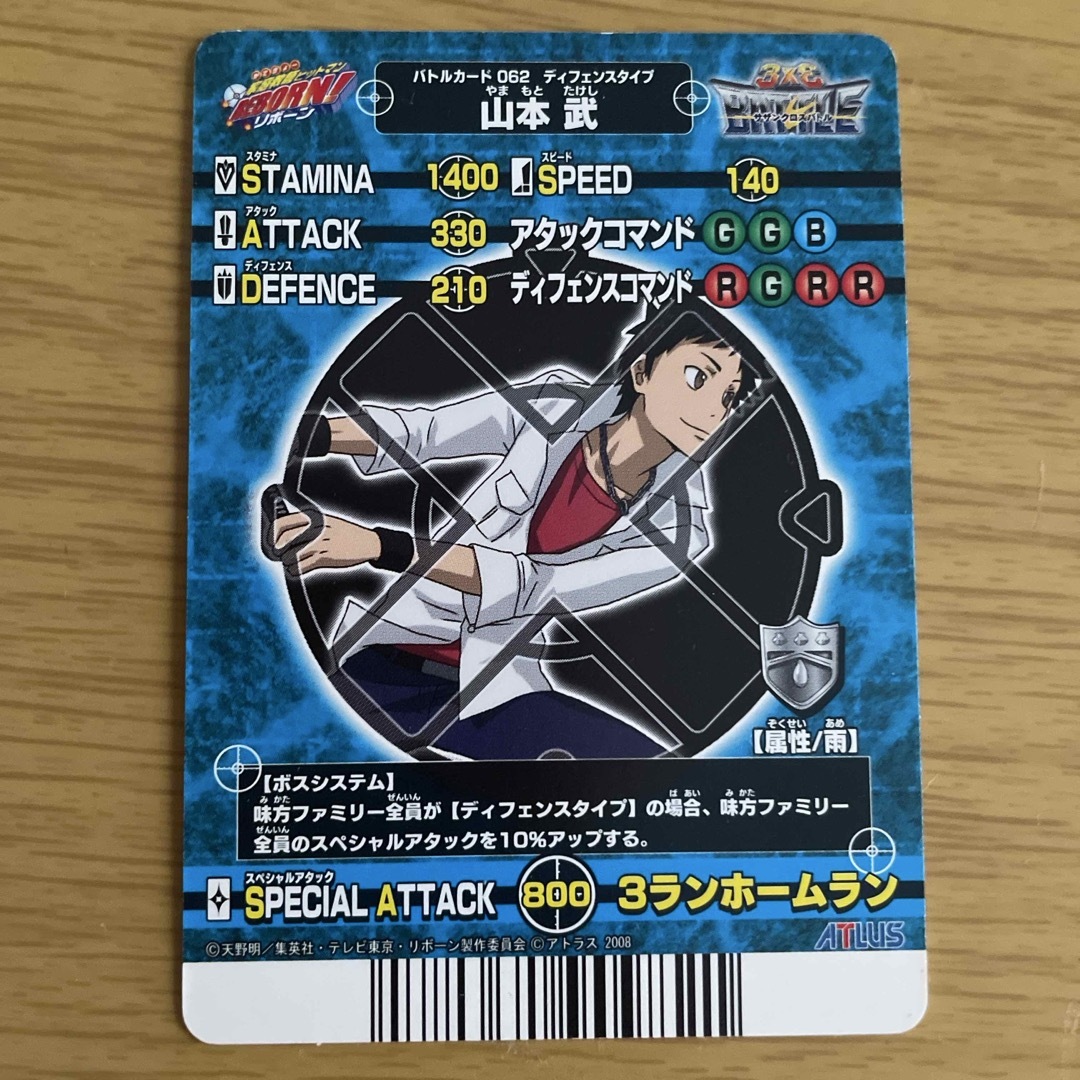 家庭教師ヒットマン
REBORN!
リボーン
バトルカード 062 ディフェンスタイプ
やま もと たけし
山本 武
3×3
BATTLE
サザンクロスバトル
スタミナ
STAMINA 1400
スピード
SPEED 140
アタック
ATTACK 330 アタックコマンド G G B
ディフェンス
DEFENCE 210 ディフェンスコマンド R G R R
ぞくせい あめ
【属性/雨】
【ボスシステム】
み かた ぜんいん ば あい み かた
味方ファミリー全員が【ディフェンスタイプ】の場合、味方ファミリー
ぜんいん
全員のスペシャルアタックを10%アップする。
スペシャルアタック
SPECIAL ATTACK 800 3ランホームラン
ATLUS
©天野明/集英社・テレビ東京・リボーン製作委員会 ©アトラス 2008